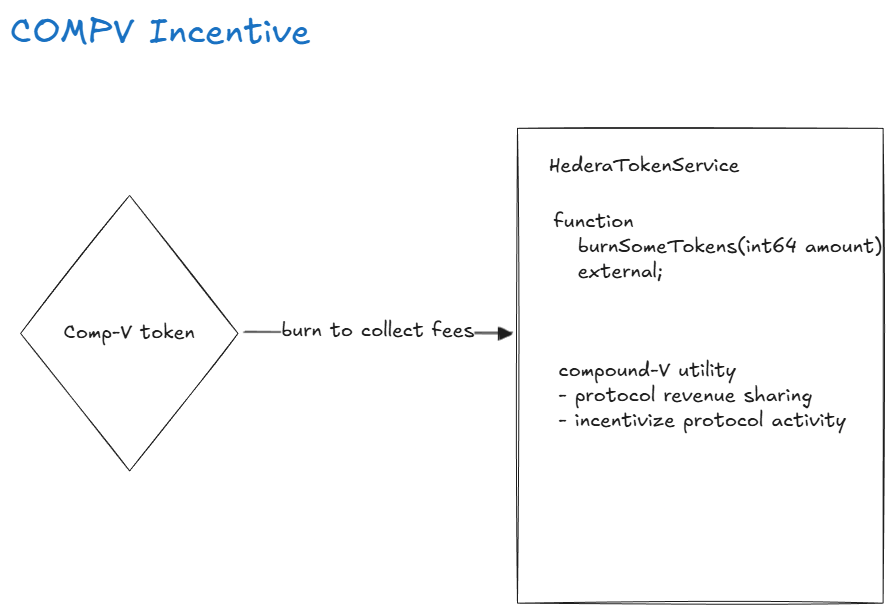 COMPV Incentive
HederaTokenService
function
burnSomeTokens(int64 amount)
external;
Comp-V token
burn to collect fees
compound-V utility
- protocol revenue sharing
- incentivize protocol activity